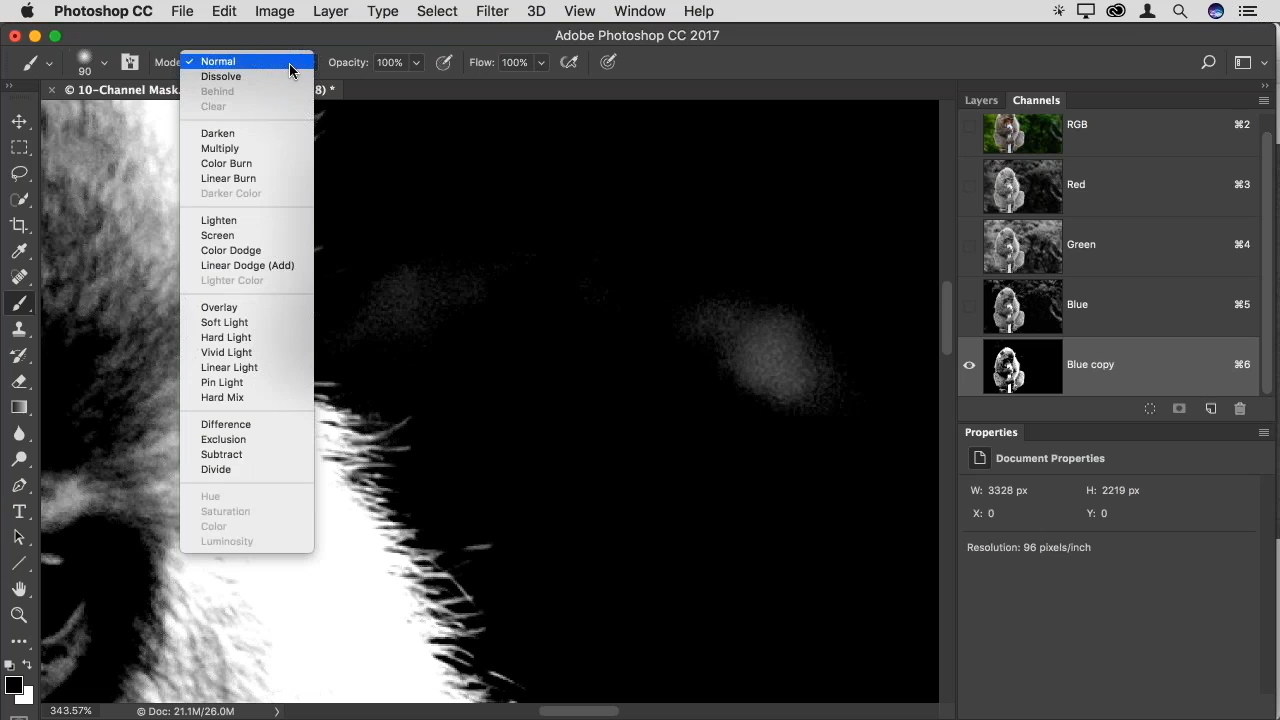 Photoshop CC File Edit Image Layer Type Select Filter 3D View Window Help
Adobe Photoshop CC 2017
90 Mode Opacity: 100% Flow: 100%
× © 10-Channel Mask 8) *
Normal
Dissolve
Behind
Clear
Darken
Multiply
Color Burn
Linear Burn
Darker Color
Lighten
Screen
Color Dodge
Linear Dodge (Add)
Lighter Color
Overlay
Soft Light
Hard Light
Vivid Light
Linear Light
Pin Light
Hard Mix
Difference
Exclusion
Subtract
Divide
Hue
Saturation
Color
Luminosity
Layers Channels
RGB ⌘2
Red ⌘3
Green ⌘4
Blue ⌘5
Blue copy ⌘6
Properties
Document Properties
W: 3328 px H: 2219 px
X: 0 Y: 0
Resolution: 96 pixels/inch
343.57% © Doc: 21.1M/26.0M